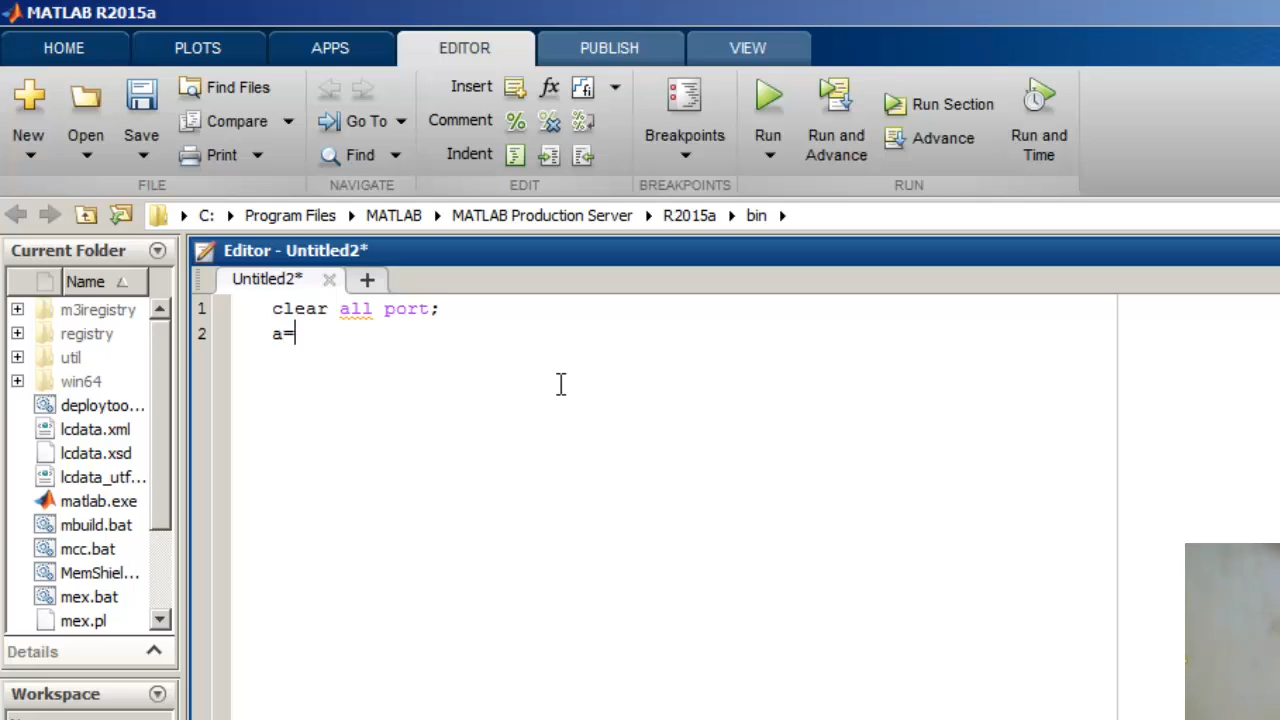 MATLAB R2015a
HOME PLOTS APPS EDITOR PUBLISH VIEW
New Open Save Find Files Compare Print
FILE
Go To Find
NAVIGATE
Insert fx
Comment
Indent
EDIT
Breakpoints
BREAKPOINTS
Run Run and Advance Run Section Advance Run and Time
RUN
C: Program Files MATLAB MATLAB Production Server R2015a bin
Current Folder
Name
m3iregistry
registry
util
win64
deploytoo...
lcdata.xml
lcdata.xsd
lcdata_utf...
matlab.exe
mbuild.bat
mcc.bat
MemShiel...
mex.bat
mex.pl
Details
Workspace
Editor - Untitled2*
Untitled2*
1 clear all port;
2 a=